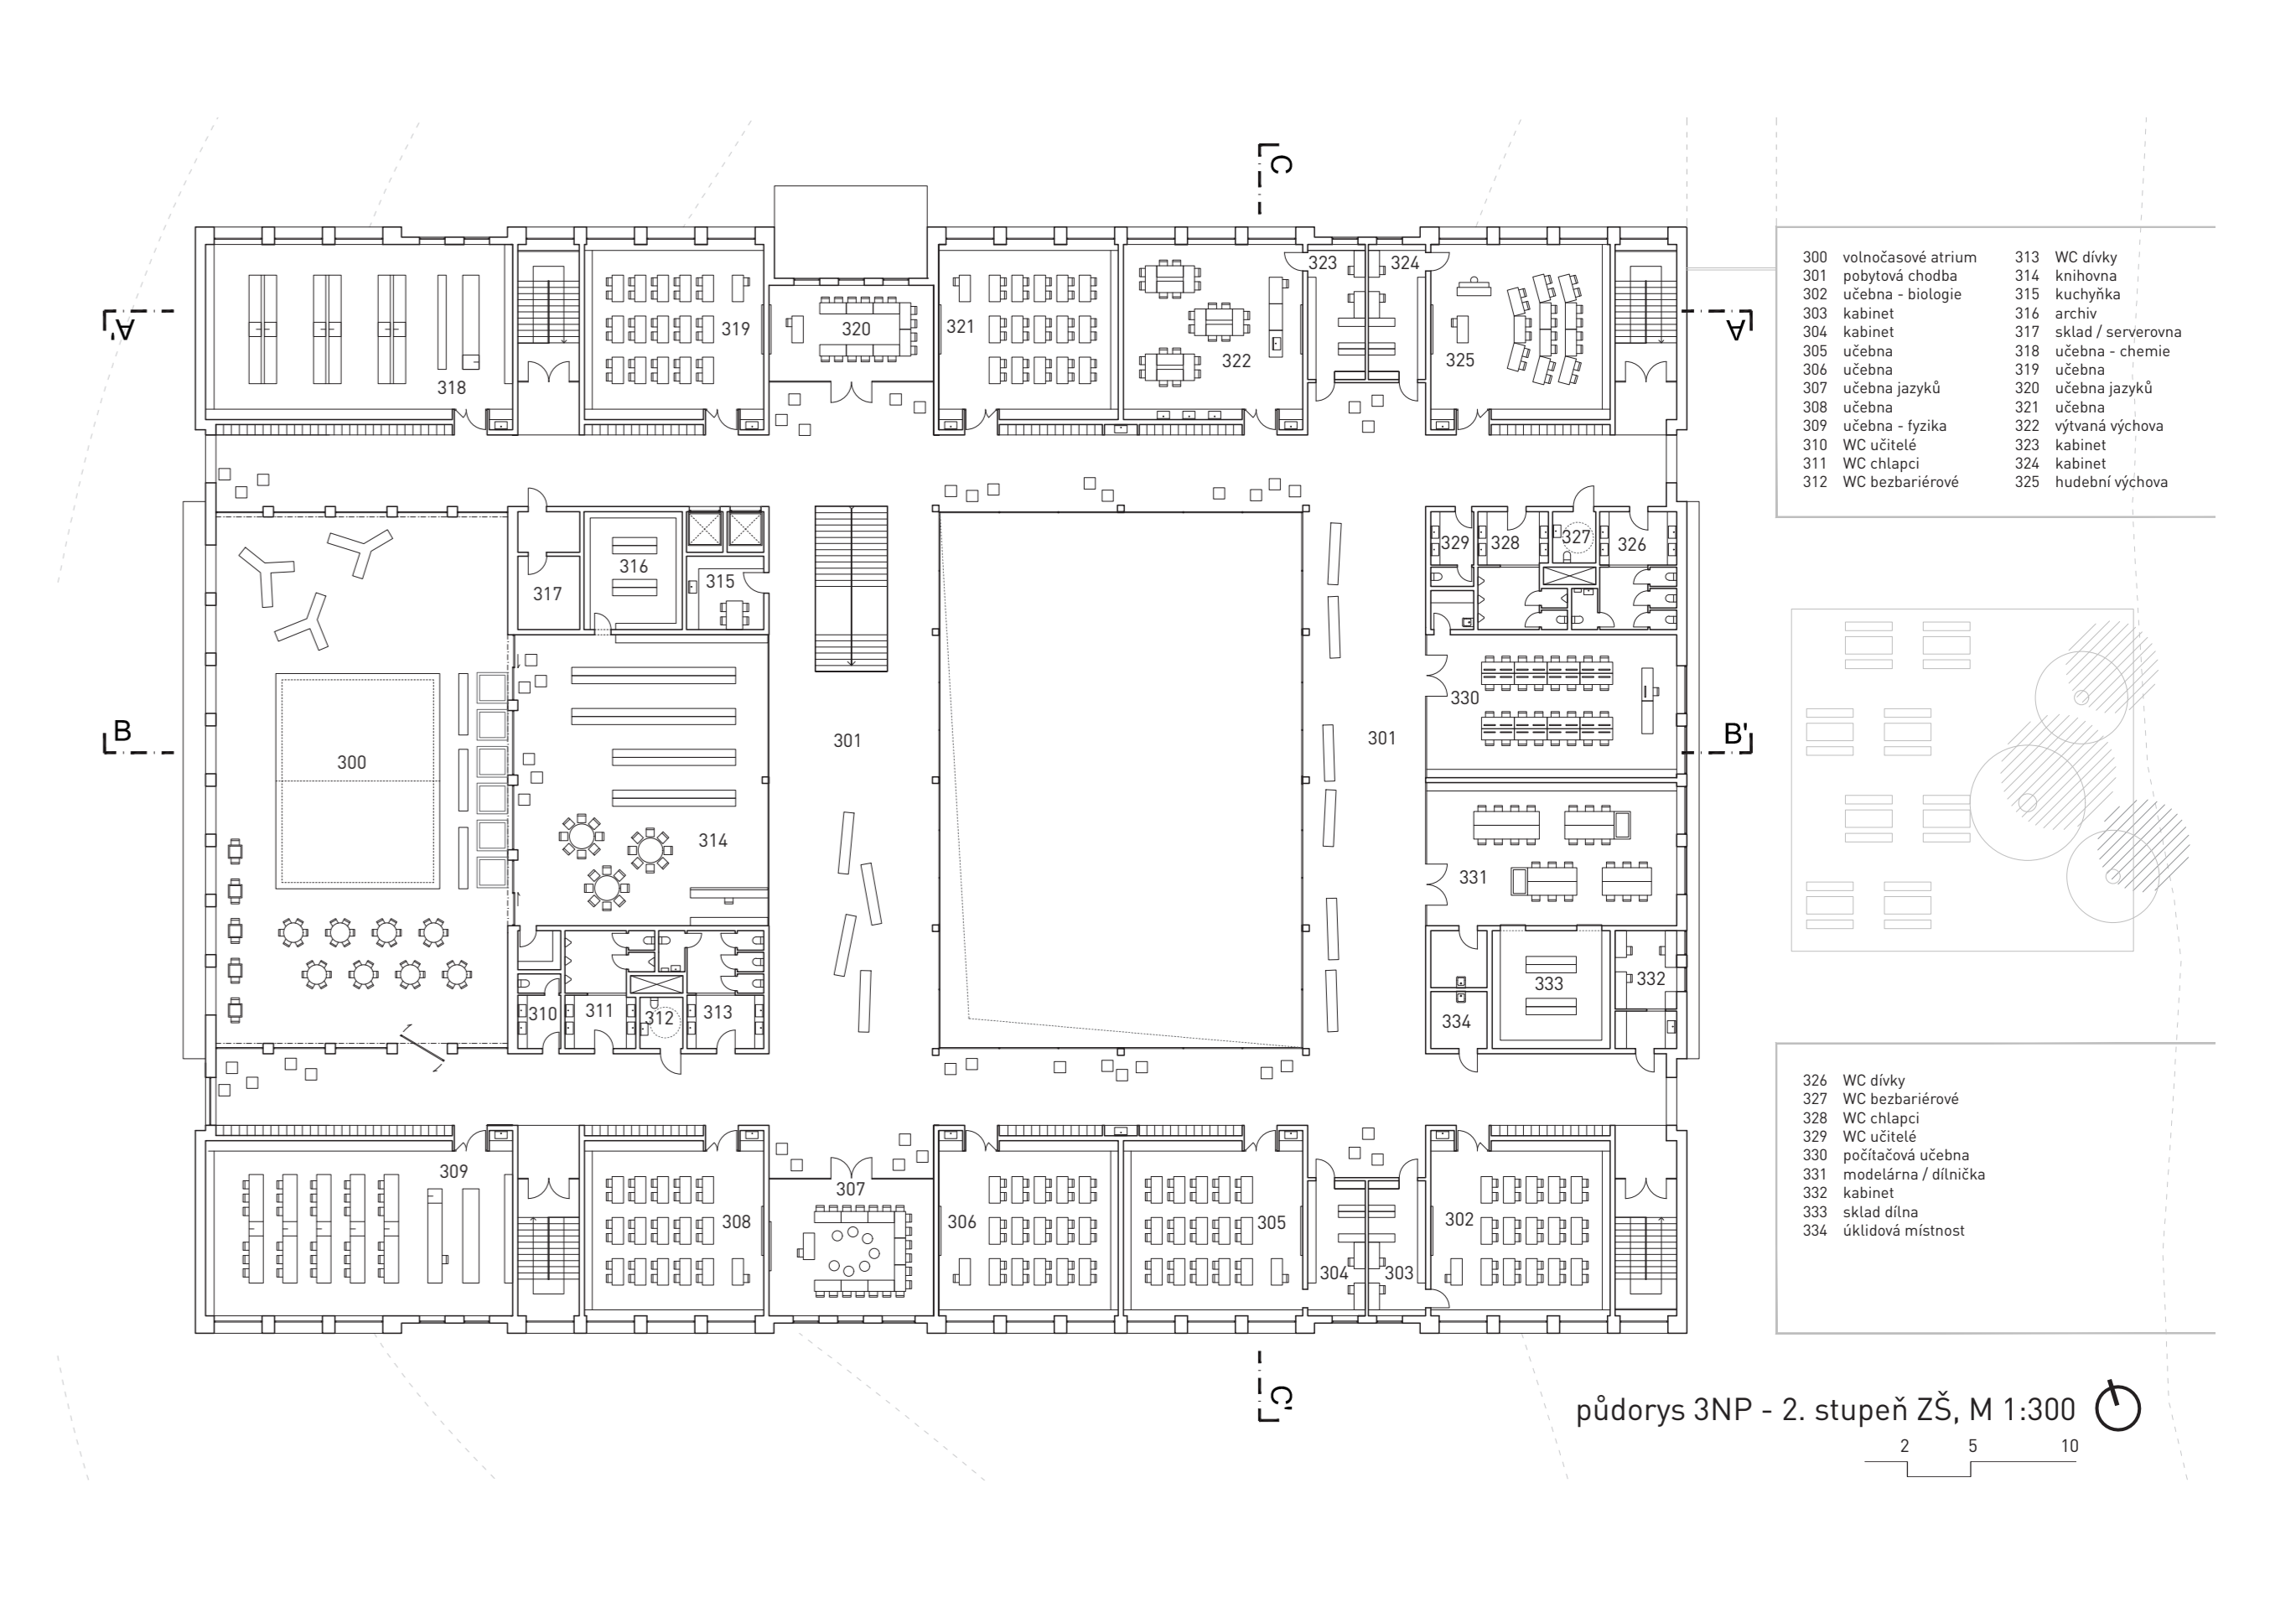 C
323
324
300 volnočasové atrium
301 pobytová chodba
302 učebna - biologie
303 kabinet
304 kabinet
305 učebna
306 učebna
307 učebna jazyků
308 učebna
309 učebna - fyzika
310 WC učitelé
311 WC chlapci
312 WC bezbariérové
313 WC dívky
314 knihovna
315 kuchyňka
316 archiv
317 sklad / serverovna
318 učebna - chemie
319 učebna
320 učebna jazyků
321 učebna
322 výtvaná výchova
323 kabinet
324 kabinet
325 hudební výchova
A'
319
320
321
322
325
A
318
329
328
327
326
316
315
317
330
B
301
301
B'
300
314
331
332
333
310
311
312
313
334
326 WC dívky
327 WC bezbariérové
328 WC chlapci
329 WC učitelé
330 počítačová učebna
331 modelárna / dílnička
332 kabinet
333 sklad dílna
334 úklidová místnost
309
307
308
306
305
302
304
303
C'
půdorys 3NP - 2. stupeň ZŠ, M 1:300
2 5 10